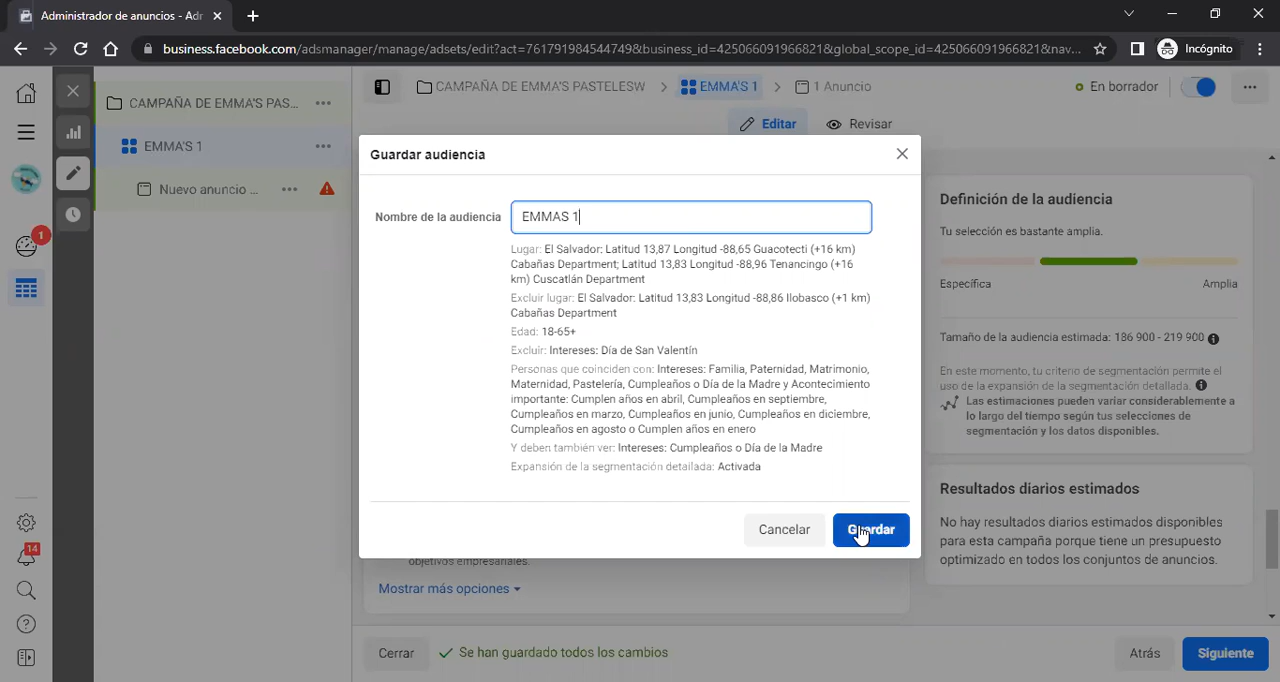 Administrador de anuncios - Adr
business.facebook.com/adsmanager/manage/adsets/edit?act=7617919845447498&business_id=425066091966821&global_scope_id=425066091966821&nav...
Incógnito
CAMPAÑA DE EMMA'S PAS...
EMMA'S 1
Nuevo anuncio ...
1
14
CAMPAÑA DE EMMA'S PASTELESW
EMMA'S 1
1 Anuncio
En borrador
Editar
Revisar
Guardar audiencia
Nombre de la audiencia
EMMAS 1
Lugar: El Salvador: Latitud 13,87 Longitud -88,65 Guacotecti (+16 km)
Cabañas Department; Latitud 13,83 Longitud -88,96 Tenancingo (+16
km) Cuscatlán Department
Excluir lugar: El Salvador: Latitud 13,83 Longitud -88,86 Ilobasco (+1 km)
Cabañas Department
Edad: 18-65+
Excluir: Intereses: Día de San Valentín
Personas que coinciden con: Intereses: Familia, Paternidad, Matrimonio,
Maternidad, Pastelería, Cumpleaños o Día de la Madre y Acontecimiento
importante: Cumplen años en abril, Cumpleaños en septiembre,
Cumpleaños en marzo, Cumpleaños en junio, Cumpleaños en diciembre,
Cumpleaños en agosto o Cumplen años en enero
Y deben también ver: Intereses: Cumpleaños o Día de la Madre
Expansión de la segmentación detallada: Activada
Cancelar
Guardar
objetivos empresariales.
Mostrar más opciones
Definición de la audiencia
Tu selección es bastante amplia.
Específica
Amplia
Tamaño de la audiencia estimada: 186 900 - 219 900
En este momento, tu criterio de segmentación permite el
uso de la expansión de la segmentación detallada.
Las estimaciones pueden variar considerablemente a
lo largo del tiempo según tus selecciones de
segmentación y los datos disponibles.
Resultados diarios estimados
No hay resultados diarios estimados disponibles
para esta campaña porque tiene un presupuesto
optimizado en todos los conjuntos de anuncios.
Cerrar
Se han guardado todos los cambios
Atrás
Siguiente